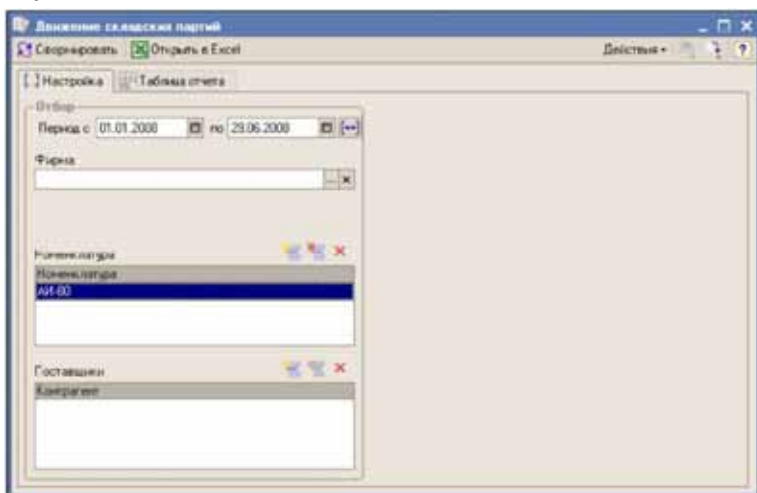 Движение складских партий
Сформировать Открыть в Excel Действия
Настройка Таблица отчета
Отбор
Период с 01.01.2008 по 29.06.2008
Фирма
Номенклатура
Номенклатура
АИ-80
Поставщики
Контрагент